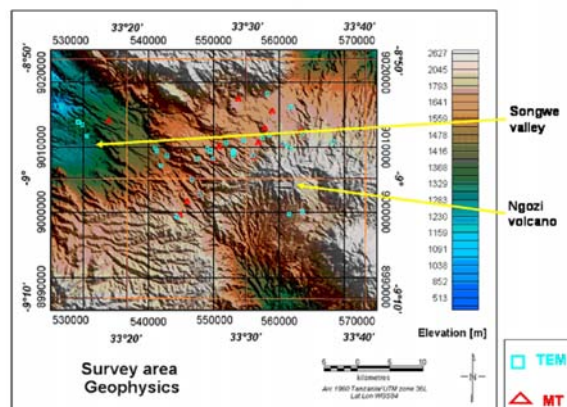 33°20' 33°30' 33°40'
530000 540000 550000 560000 570000
-8°50' -8°50'
9020000 9020000
9010000 9010000
-9° -9°
9000000 9000000
8990000 8990000
-9°10' -9°10'
530000 540000 550000 560000 570000
33°20' 33°30' 33°40'
2627
2045
1793
1641
1559
1478
1416
1368
1329
1283
1230
1159
1091
1038
852
513
Elevation [m]
Songwe
valley
Ngozi
volcano
Survey area
Geophysics
5 0 5 10
kilometres
Arc 1960 Tanzania/UTM zone 36L
Lat Lon WGS84
N
TEM
MT